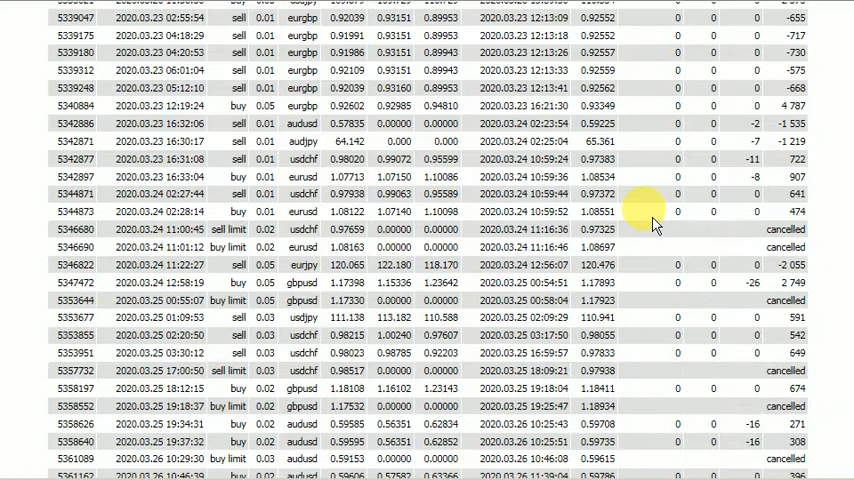 5339047 2020.03.23 02:55:54 sell 0.01 eurgbp 0.92039 0.93151 0.89953 2020.03.23 12:13:09 0.92552 0 0 0 -655
5339175 2020.03.23 04:18:29 sell 0.01 eurgbp 0.91991 0.93151 0.89943 2020.03.23 12:13:18 0.92552 0 0 0 -717
5339180 2020.03.23 04:20:53 sell 0.01 eurgbp 0.91986 0.93151 0.89943 2020.03.23 12:13:26 0.92557 0 0 0 -730
5339312 2020.03.23 06:01:04 sell 0.01 eurgbp 0.92109 0.93151 0.89953 2020.03.23 12:13:33 0.92559 0 0 0 -575
5339248 2020.03.23 05:12:10 sell 0.01 eurgbp 0.92039 0.93160 0.89953 2020.03.23 12:13:41 0.92562 0 0 0 -668
5340884 2020.03.23 12:19:24 buy 0.05 eurgbp 0.92602 0.92985 0.94810 2020.03.23 16:21:30 0.93349 0 0 0 4 787
5342886 2020.03.23 16:32:06 sell 0.01 audusd 0.57835 0.00000 0.00000 2020.03.24 02:23:54 0.59225 0 0 -2 -1 535
5342871 2020.03.23 16:30:17 sell 0.01 audjpy 64.142 0.000 0.000 2020.03.24 02:25:04 65.361 0 0 -7 -1 219
5342877 2020.03.23 16:31:08 sell 0.01 usdchf 0.98020 0.99072 0.95599 2020.03.24 10:59:24 0.97383 0 0 -11 722
5342897 2020.03.23 16:33:04 buy 0.01 eurusd 1.07713 1.07150 1.10086 2020.03.24 10:59:36 1.08534 0 0 -8 907
5344871 2020.03.24 02:27:44 sell 0.01 usdchf 0.97938 0.99063 0.95589 2020.03.24 10:59:44 0.97372 0 0 0 641
5344873 2020.03.24 02:28:14 buy 0.01 eurusd 1.08122 1.07140 1.10098 2020.03.24 10:59:52 1.08551 0 0 0 474
5346680 2020.03.24 11:00:45 sell limit 0.02 usdchf 0.97659 0.00000 0.00000 2020.03.24 11:16:36 0.97325 cancelled
5346690 2020.03.24 11:01:12 buy limit 0.02 eurusd 1.08163 0.00000 0.00000 2020.03.24 11:16:46 1.08697 cancelled
5346822 2020.03.24 11:22:27 sell 0.05 eurjpy 120.065 122.180 118.170 2020.03.24 12:56:07 120.476 0 0 0 -2 055
5347472 2020.03.24 12:58:19 buy 0.05 gbpusd 1.17398 1.15336 1.23642 2020.03.25 00:54:51 1.17893 0 0 -26 2 749
5353644 2020.03.25 00:55:07 buy limit 0.05 gbpusd 1.17330 0.00000 0.00000 2020.03.25 00:58:04 1.17923 cancelled
5353677 2020.03.25 01:09:53 sell 0.03 usdjpy 111.138 113.182 110.588 2020.03.25 02:09:29 110.941 0 0 0 591
5353855 2020.03.25 02:20:50 sell 0.03 usdchf 0.98215 1.00240 0.97607 2020.03.25 03:17:50 0.98055 0 0 0 542
5353951 2020.03.25 03:30:12 sell 0.03 usdchf 0.98023 0.98785 0.92203 2020.03.25 16:59:57 0.97833 0 0 0 649
5357732 2020.03.25 17:00:50 sell limit 0.03 usdchf 0.98517 0.00000 0.00000 2020.03.25 18:09:21 0.97938 cancelled
5358197 2020.03.25 18:12:15 buy 0.02 gbpusd 1.18108 1.16102 1.23143 2020.03.25 19:18:04 1.18411 0 0 0 674
5358552 2020.03.25 19:18:37 buy limit 0.02 gbpusd 1.17532 0.00000 0.00000 2020.03.25 19:25:47 1.18934 cancelled
5358626 2020.03.25 19:34:31 buy 0.02 audusd 0.59585 0.56351 0.62834 2020.03.26 10:25:43 0.59708 0 0 -16 271
5358640 2020.03.25 19:37:32 buy 0.02 audusd 0.59595 0.56351 0.62852 2020.03.26 10:25:51 0.59735 0 0 -16 308
5361089 2020.03.26 10:29:30 buy limit 0.03 audusd 0.59153 0.00000 0.00000 2020.03.26 10:46:04 0.59615 cancelled
5361162 2020.03.26 10:46:39 buy 0.02 audusd 0.59606 0.57582 0.63366 2020.03.26 11:39:04 0.59786 0 0 0 396